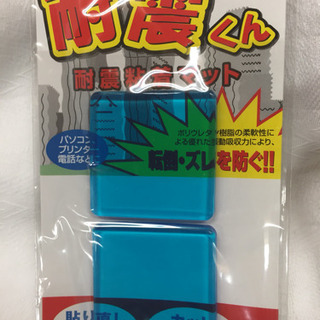 耐震くん
耐震粘着マット
パソコン
プリンター
電話など
ポリウレタン樹脂の柔軟性に
よる優れた振動吸収力により、
転倒・ズレを防ぐ!!
貼り直し